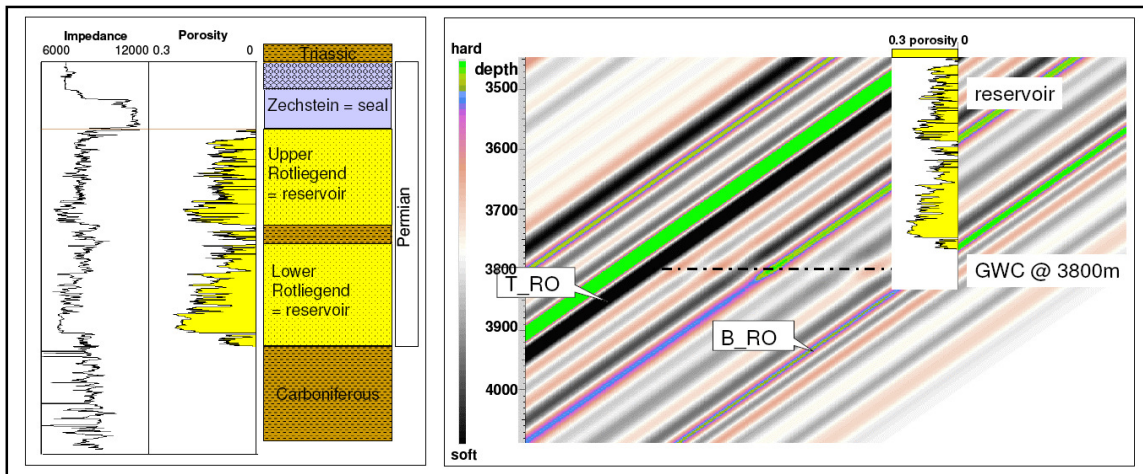 Impedance Porosity
6000 12000 0.3 0
Triassic
Zechstein = seal
Upper
Rotliegend
= reservoir
Lower
Rotliegend
= reservoir
Carboniferous
Permian
hard
depth
3500
3600
3700
3800
3900
4000
soft
0.3 porosity 0
reservoir
GWC @ 3800m
T_RO
B_RO